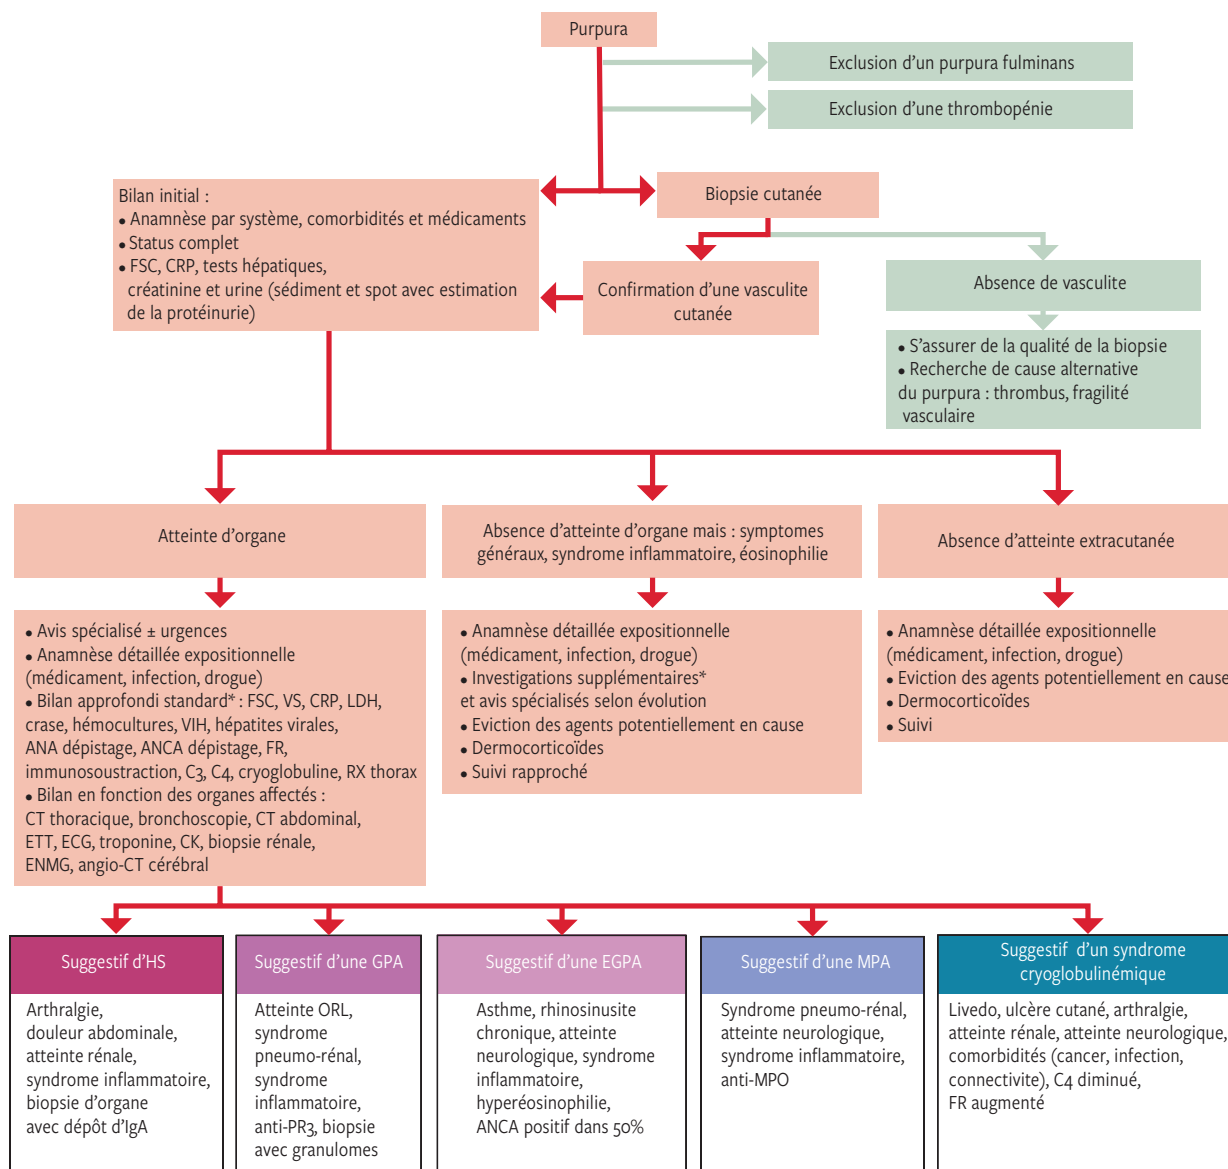 Purpura
Exclusion d'un purpura fulminans
Exclusion d'une thrombopénie
Bilan initial :
• Anamnèse par système, comorbidités et médicaments
• Status complet
• FSC, CRP, tests hépatiques,
créatinine et urine (sédiment et spot avec estimation
de la protéinurie)
Biopsie cutanée
Confirmation d'une vasculite
cutanée
Absence de vasculite
• S'assurer de la qualité de la biopsie
• Recherche de cause alternative
du purpura : thrombus, fragilité
vasculaire
Atteinte d'organe
Absence d'atteinte d'organe mais : symptomes
généraux, syndrome inflammatoire, éosinophilie
Absence d'atteinte extracutanée
• Avis spécialisé ± urgences
• Anamnèse détaillée expositionnelle
(médicament, infection, drogue)
• Bilan approfondi standard* : FSC, VS, CRP, LDH,
crase, hémocultures, VIH, hépatites virales,
ANA dépistage, ANCA dépistage, FR,
immunosoustraction, C3, C4, cryoglobuline, RX thorax
• Bilan en fonction des organes affectés :
CT thoracique, bronchoscopie, CT abdominal,
ETT, ECG, troponine, CK, biopsie rénale,
ENMG, angio-CT cérébral
• Anamnèse détaillée expositionnelle
(médicament, infection, drogue)
• Investigations supplémentaires*
et avis spécialisés selon évolution
• Eviction des agents potentiellement en cause
• Dermocorticoïdes
• Suivi rapproché
• Anamnèse détaillée expositionnelle
(médicament, infection, drogue)
• Eviction des agents potentiellement en cause
• Dermocorticoïdes
• Suivi
Suggestif d'HS
Arthralgie,
douleur abdominale,
atteinte rénale,
syndrome inflammatoire,
biopsie d'organe
avec dépôt d'IgA
Suggestif d'une GPA
Atteinte ORL,
syndrome
pneumo-rénal,
syndrome
inflammatoire,
anti-PR3, biopsie
avec granulomes
Suggestif d'une EGPA
Asthme, rhinosinusite
chronique, atteinte
neurologique, syndrome
inflammatoire,
hyperéosinophilie,
ANCA positif dans 50%
Suggestif d'une MPA
Syndrome pneumo-rénal,
atteinte neurologique,
syndrome inflammatoire,
anti-MPO
Suggestif d'un syndrome
cryoglobulinémique
Livedo, ulcère cutané, arthralgie,
atteinte rénale, atteinte neurologique,
comorbidités (cancer, infection,
connectivite), C4 diminué,
FR augmenté